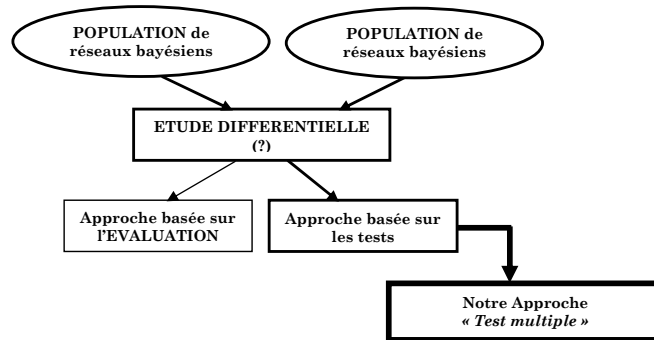 POPULATION de
réseaux bayésiens
POPULATION de
réseaux bayésiens
ETUDE DIFFERENTIELLE
(?)
Approche basée sur
l'EVALUATION
Approche basée sur
les tests
Notre Approche
« Test multiple »